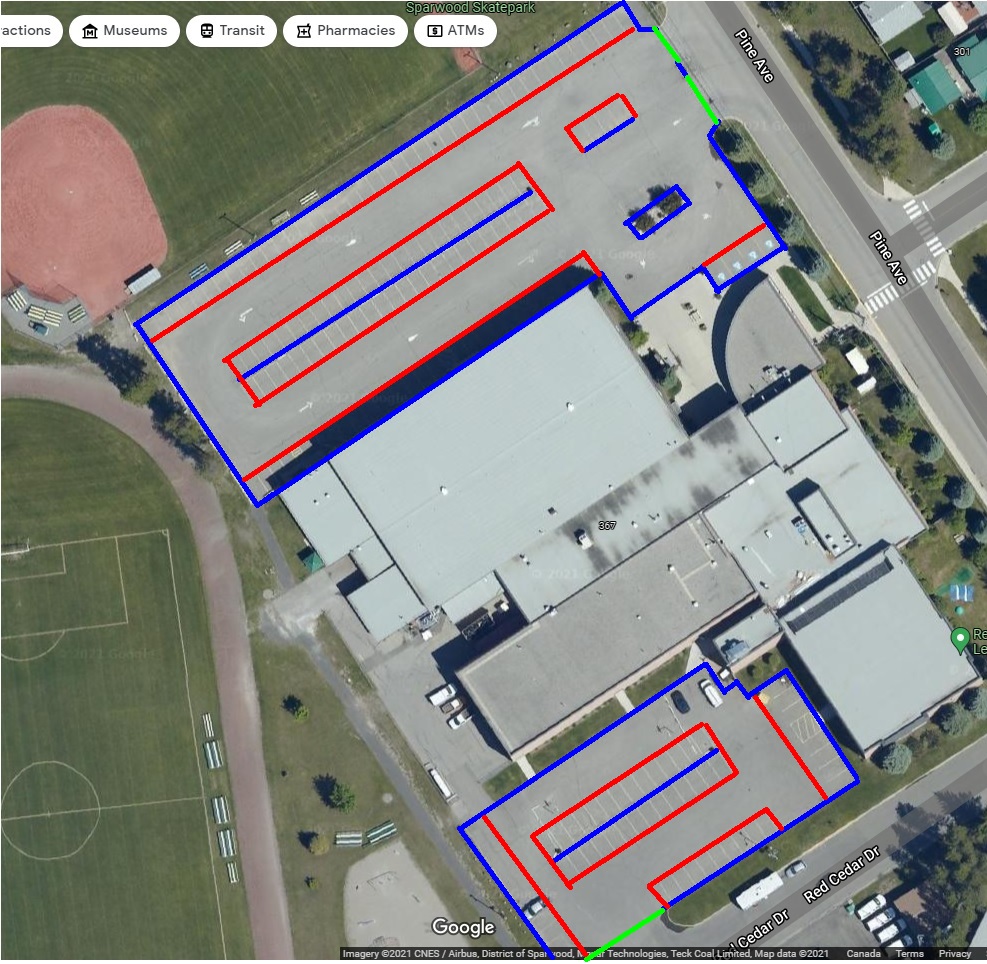 Sparwood Skatepark
actions
Museums
Transit
Pharmacies
ATMs
Pine Ave
301
Pine Ave
367
Re
Le
Red Cedar Dr
Cedar Dr
Google
Imagery ©2021 CNES / Airbus, District of Sparwood, Maxar Technologies, Teck Coal Limited, Map data ©2021 Canada Terms Privacy